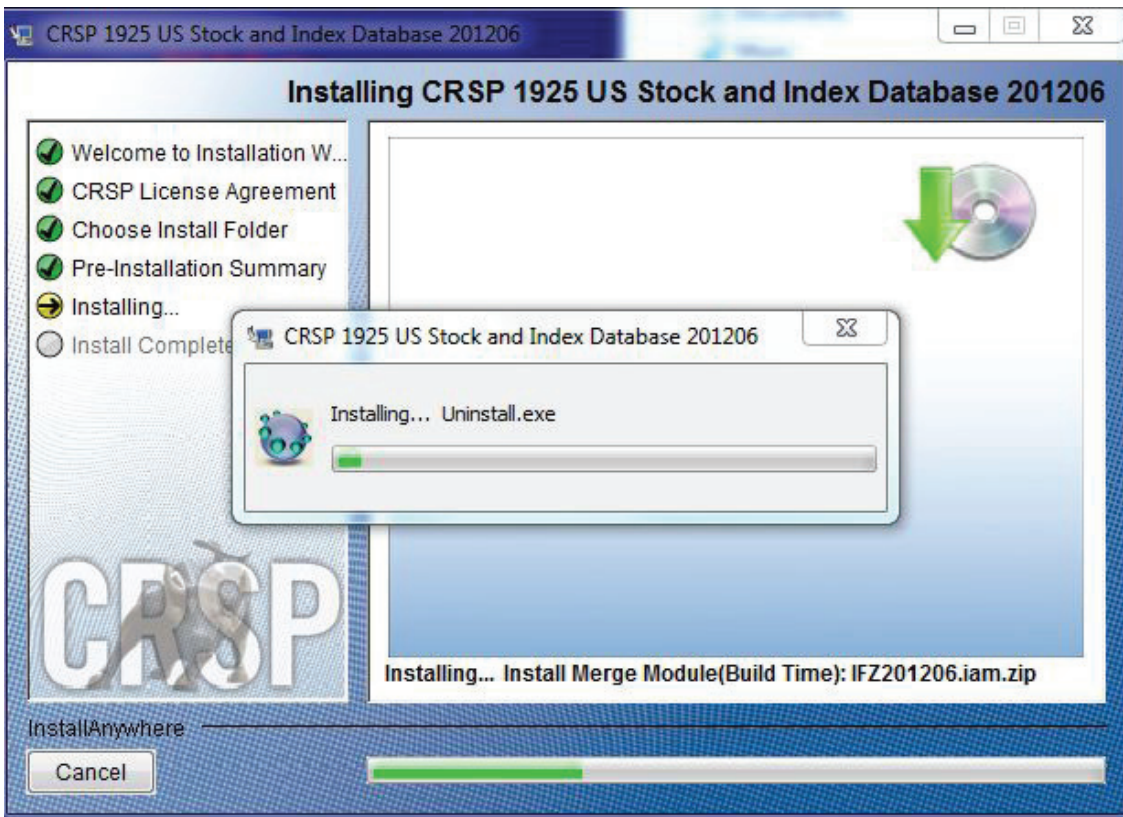 CRSP 1925 US Stock and Index Database 201206
Installing CRSP 1925 US Stock and Index Database 201206
Welcome to Installation W...
CRSP License Agreement
Choose Install Folder
Pre-Installation Summary
Installing...
Install Complete
CRSP 1925 US Stock and Index Database 201206
Installing... Uninstall.exe
CRSP
Installing... Install Merge Module(Build Time): IFZ201206.iam.zip
InstallAnywhere
Cancel